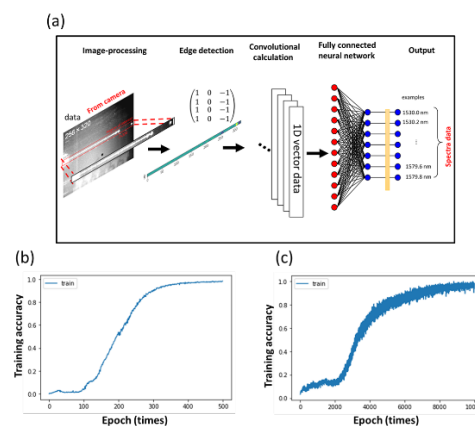 (a)
Image-processing
Edge detection
Convolutional
calculation
Fully connected
neural network
Output
data
From camera
256 × 320
1 0 -1
1 0 -1
1 0 -1
1 0 -1
1D vector data
examples
1530.0 nm
1530.2 nm
1579.6 nm
1579.8 nm
Spectra data
(b)
train
Training accuracy
1.0
0.8
0.6
0.4
0.2
0.0
0 100 200 300 400 500
Epoch (times)
(c)
train
Training accuracy
1.0
0.8
0.6
0.4
0.2
0.0
0 2000 4000 6000 8000
Epoch (times)